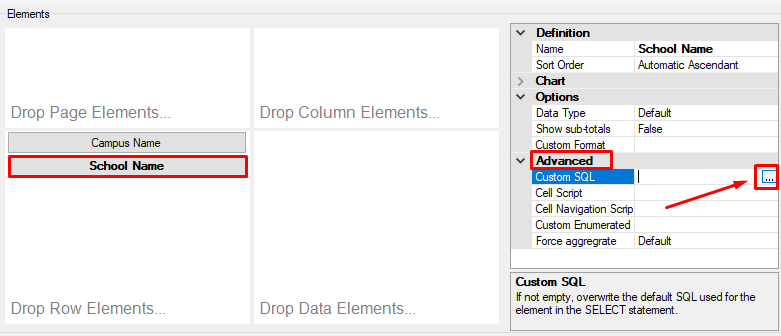 Elements
Drop Page Elements...
Drop Column Elements...
Campus Name
School Name
Drop Row Elements...
Drop Data Elements...
Definition
Name School Name
Sort Order Automatic Ascendant
Chart
Options
Data Type Default
Show sub-totals False
Custom Format
Advanced
Custom SQL ...
Cell Script
Cell Navigation Scrip
Custom Enumerated
Force aggregrate Default
Custom SQL
If not empty, overwrite the default SQL used for the
element in the SELECT statement.